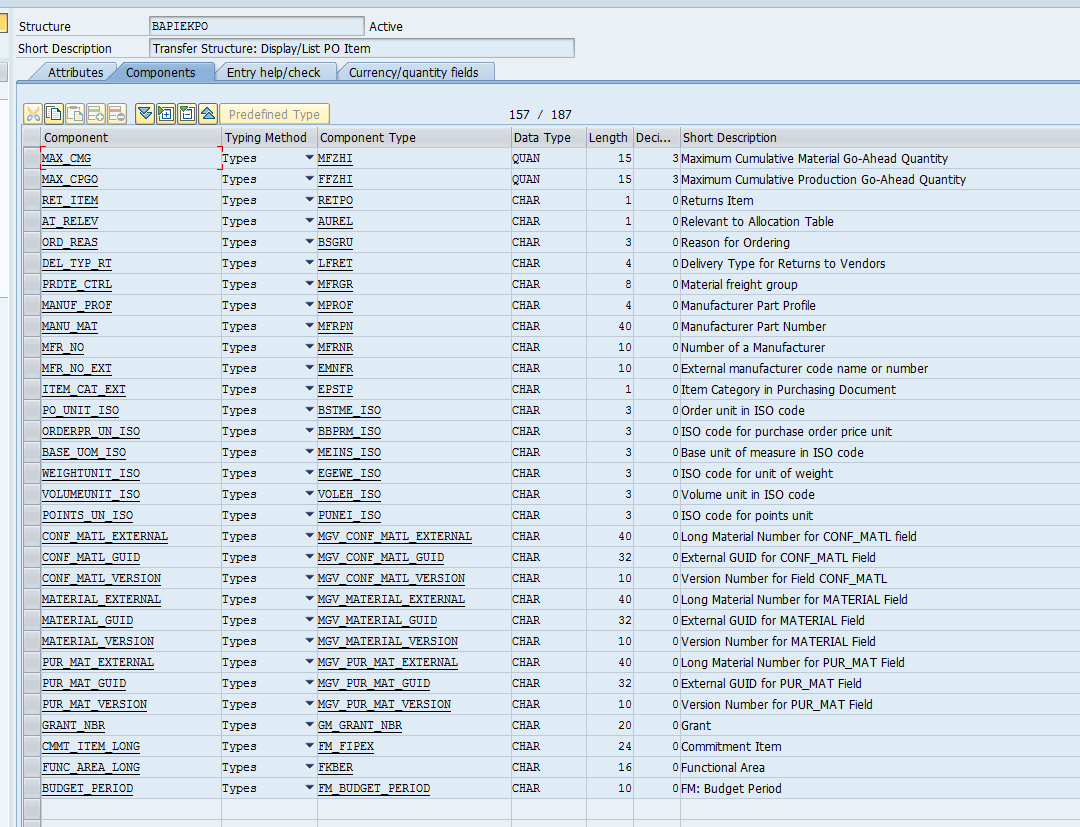 Structure BAPIEKPO Active
Short Description Transfer Structure: Display/List PO Item
Attributes Components Entry help/check Currency/quantity fields
Predefined Type 157 / 187
Component Typing Method Component Type Data Type Length Deci... Short Description
MAX_CMG Types MFZHI QUAN 15 3 Maximum Cumulative Material Go-Ahead Quantity
MAX_CPGO Types FFZHI QUAN 15 3 Maximum Cumulative Production Go-Ahead Quantity
RET_ITEM Types RETPO CHAR 1 0 Returns Item
AT_RELEV Types AUREL CHAR 1 0 Relevant to Allocation Table
ORD_REAS Types BSGRU CHAR 3 0 Reason for Ordering
DEL_TYP_RT Types LFRET CHAR 4 0 Delivery Type for Returns to Vendors
PRDTE_CTRL Types MFRGR CHAR 8 0 Material freight group
MANUF_PROF Types MPROF CHAR 4 0 Manufacturer Part Profile
MANU_MAT Types MFRPN CHAR 40 0 Manufacturer Part Number
MFR_NO Types MFRNR CHAR 10 0 Number of a Manufacturer
MFR_NO_EXT Types EMNFR CHAR 10 0 External manufacturer code name or number
ITEM_CAT_EXT Types EPSTP CHAR 1 0 Item Category in Purchasing Document
PO_UNIT_ISO Types BSTME_ISO CHAR 3 0 Order unit in ISO code
ORDERPR_UN_ISO Types BBPRM_ISO CHAR 3 0 ISO code for purchase order price unit
BASE_UOM_ISO Types MEINS_ISO CHAR 3 0 Base unit of measure in ISO code
WEIGHTUNIT_ISO Types EGEWE_ISO CHAR 3 0 ISO code for unit of weight
VOLUMEUNIT_ISO Types VOLEH_ISO CHAR 3 0 Volume unit in ISO code
POINTS_UN_ISO Types PUNEI_ISO CHAR 3 0 ISO code for points unit
CONF_MATL_EXTERNAL Types MGV_CONF_MATL_EXTERNAL CHAR 40 0 Long Material Number for CONF_MATL field
CONF_MATL_GUID Types MGV_CONF_MATL_GUID CHAR 32 0 External GUID for CONF_MATL Field
CONF_MATL_VERSION Types MGV_CONF_MATL_VERSION CHAR 10 0 Version Number for Field CONF_MATL
MATERIAL_EXTERNAL Types MGV_MATERIAL_EXTERNAL CHAR 40 0 Long Material Number for MATERIAL Field
MATERIAL_GUID Types MGV_MATERIAL_GUID CHAR 32 0 External GUID for MATERIAL Field
MATERIAL_VERSION Types MGV_MATERIAL_VERSION CHAR 10 0 Version Number for MATERIAL Field
PUR_MAT_EXTERNAL Types MGV_PUR_MAT_EXTERNAL CHAR 40 0 Long Material Number for PUR_MAT Field
PUR_MAT_GUID Types MGV_PUR_MAT_GUID CHAR 32 0 External GUID for PUR_MAT Field
PUR_MAT_VERSION Types MGV_PUR_MAT_VERSION CHAR 10 0 Version Number for PUR_MAT Field
GRANT_NBR Types GM_GRANT_NBR CHAR 20 0 Grant
CMMT_ITEM_LONG Types FM_FIPEX CHAR 24 0 Commitment Item
FUNC_AREA_LONG Types FKBER CHAR 16 0 Functional Area
BUDGET_PERIOD Types FM_BUDGET_PERIOD CHAR 10 0 FM: Budget Period